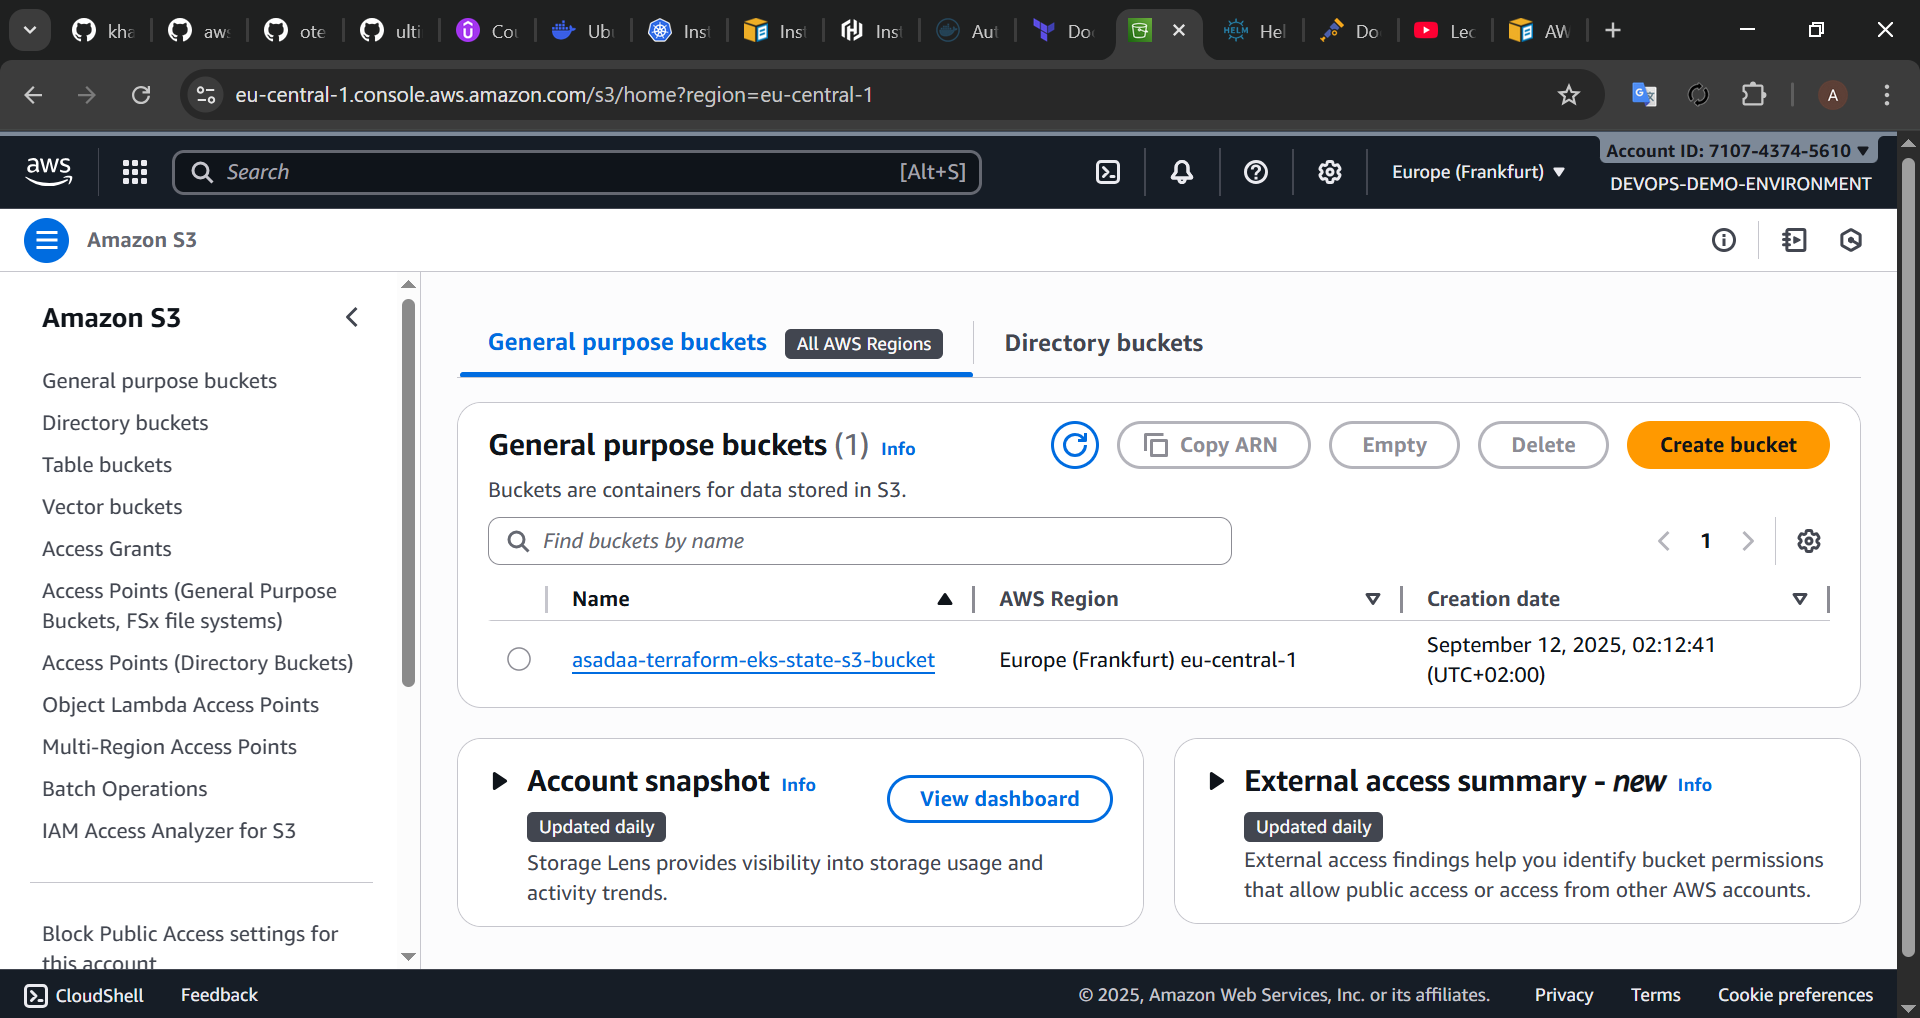 kha
aws
ote
ulti
Cou
Ub
Inst
Inst
Inst
Aut
Do
Hel
Do
Lec
AW
eu-central-1.console.aws.amazon.com/s3/home?region=eu-central-1
A
aws
Search
[Alt+S]
Europe (Frankfurt)
Account ID: 7107-4374-5610
DEVOPS-DEMO-ENVIRONMENT
Amazon S3
Amazon S3
General purpose buckets
Directory buckets
Table buckets
Vector buckets
Access Grants
Access Points (General Purpose
Buckets, FSx file systems)
Access Points (Directory Buckets)
Object Lambda Access Points
Multi-Region Access Points
Batch Operations
IAM Access Analyzer for S3
Block Public Access settings for
this account
General purpose buckets
All AWS Regions
Directory buckets
General purpose buckets (1) Info
Copy ARN
Empty
Delete
Create bucket
Buckets are containers for data stored in S3.
Find buckets by name
1
Name
AWS Region
Creation date
asadaa-terraform-eks-state-s3-bucket
Europe (Frankfurt) eu-central-1
September 12, 2025, 02:12:41
(UTC+02:00)
Account snapshot Info
View dashboard
Updated daily
Storage Lens provides visibility into storage usage and
activity trends.
External access summary - new Info
Updated daily
External access findings help you identify bucket permissions
that allow public access or access from other AWS accounts.
CloudShell
Feedback
© 2025, Amazon Web Services, Inc. or its affiliates.
Privacy
Terms
Cookie preferences